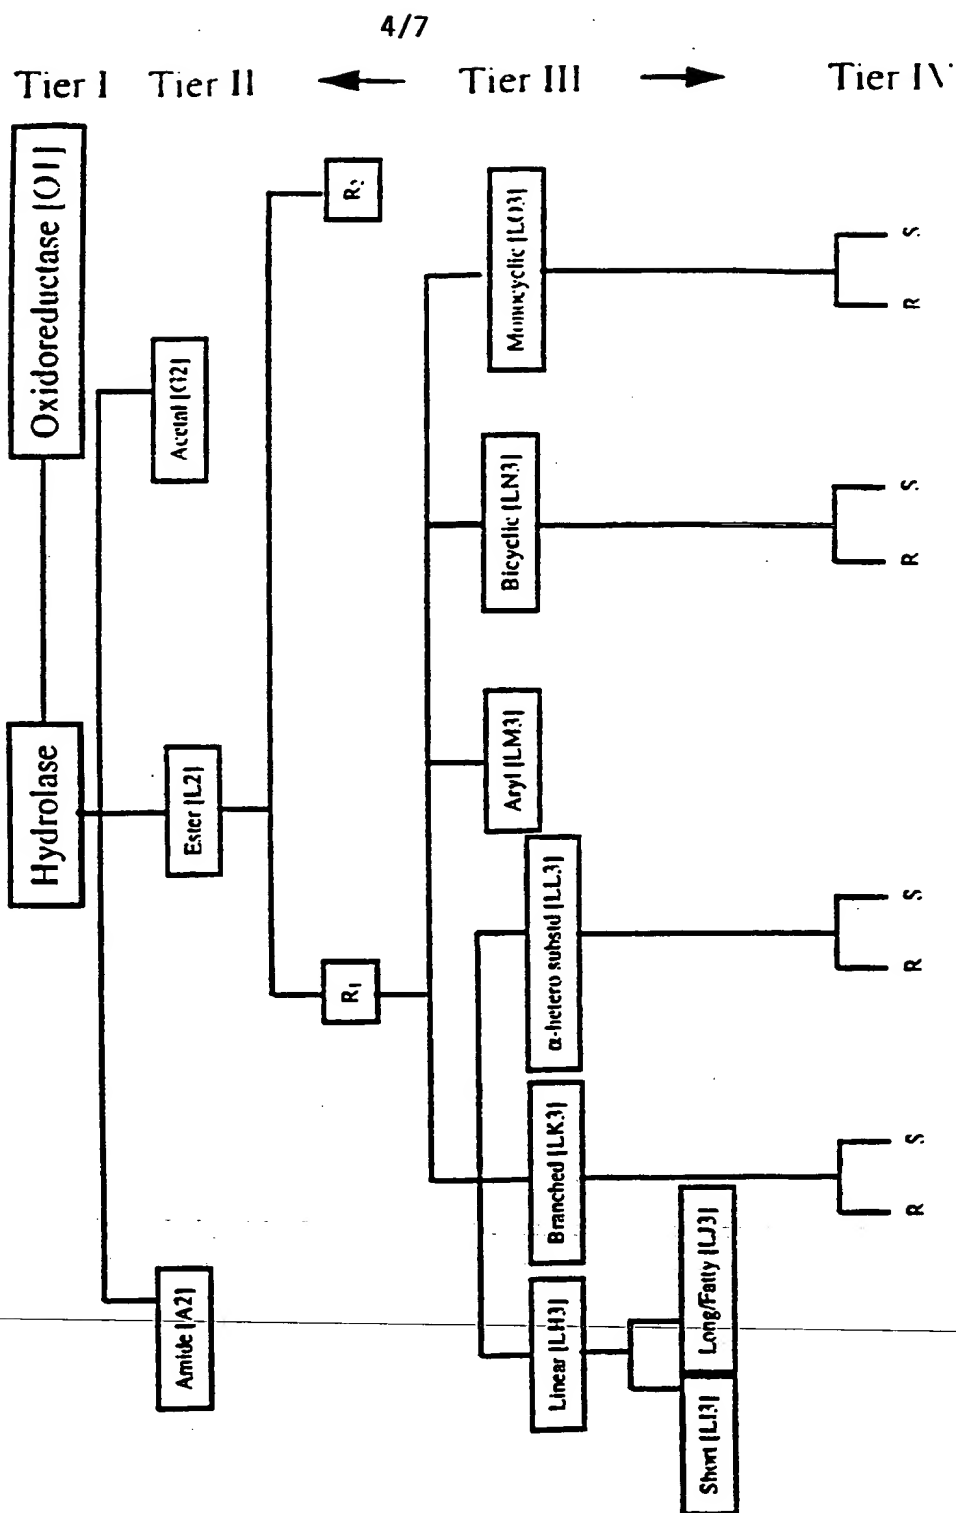 4/7
Tier I
Tier II
Tier III
Tier IV
Oxidoreductase [O1]
Hydrolase
Acetal [G2]
Ester [L2]
Amide [A2]
R2
R1
Monocyclic [LO3]
Bicyclic [LN3]
Aryl [LM3]
α-hetero subsid [LL3]
Branched [LK3]
Linear [LH3]
Long/Fatty [LJ3]
Short [LI3]
R
S
R
S
R
S
R
S